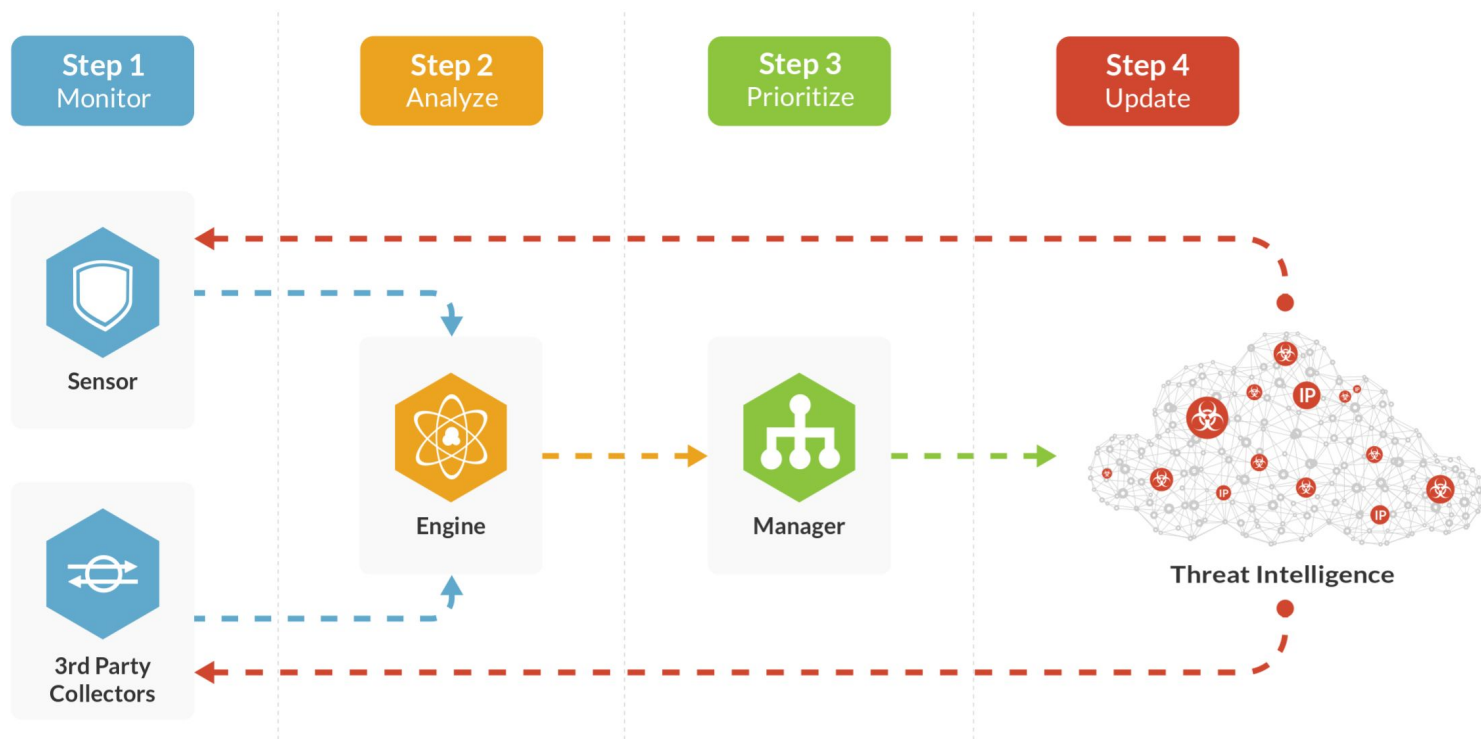 Step 1
Monitor
Step 2
Analyze
Step 3
Prioritize
Step 4
Update
Sensor
Engine
Manager
3rd Party
Collectors
IP
IP
IP
IP
Threat Intelligence